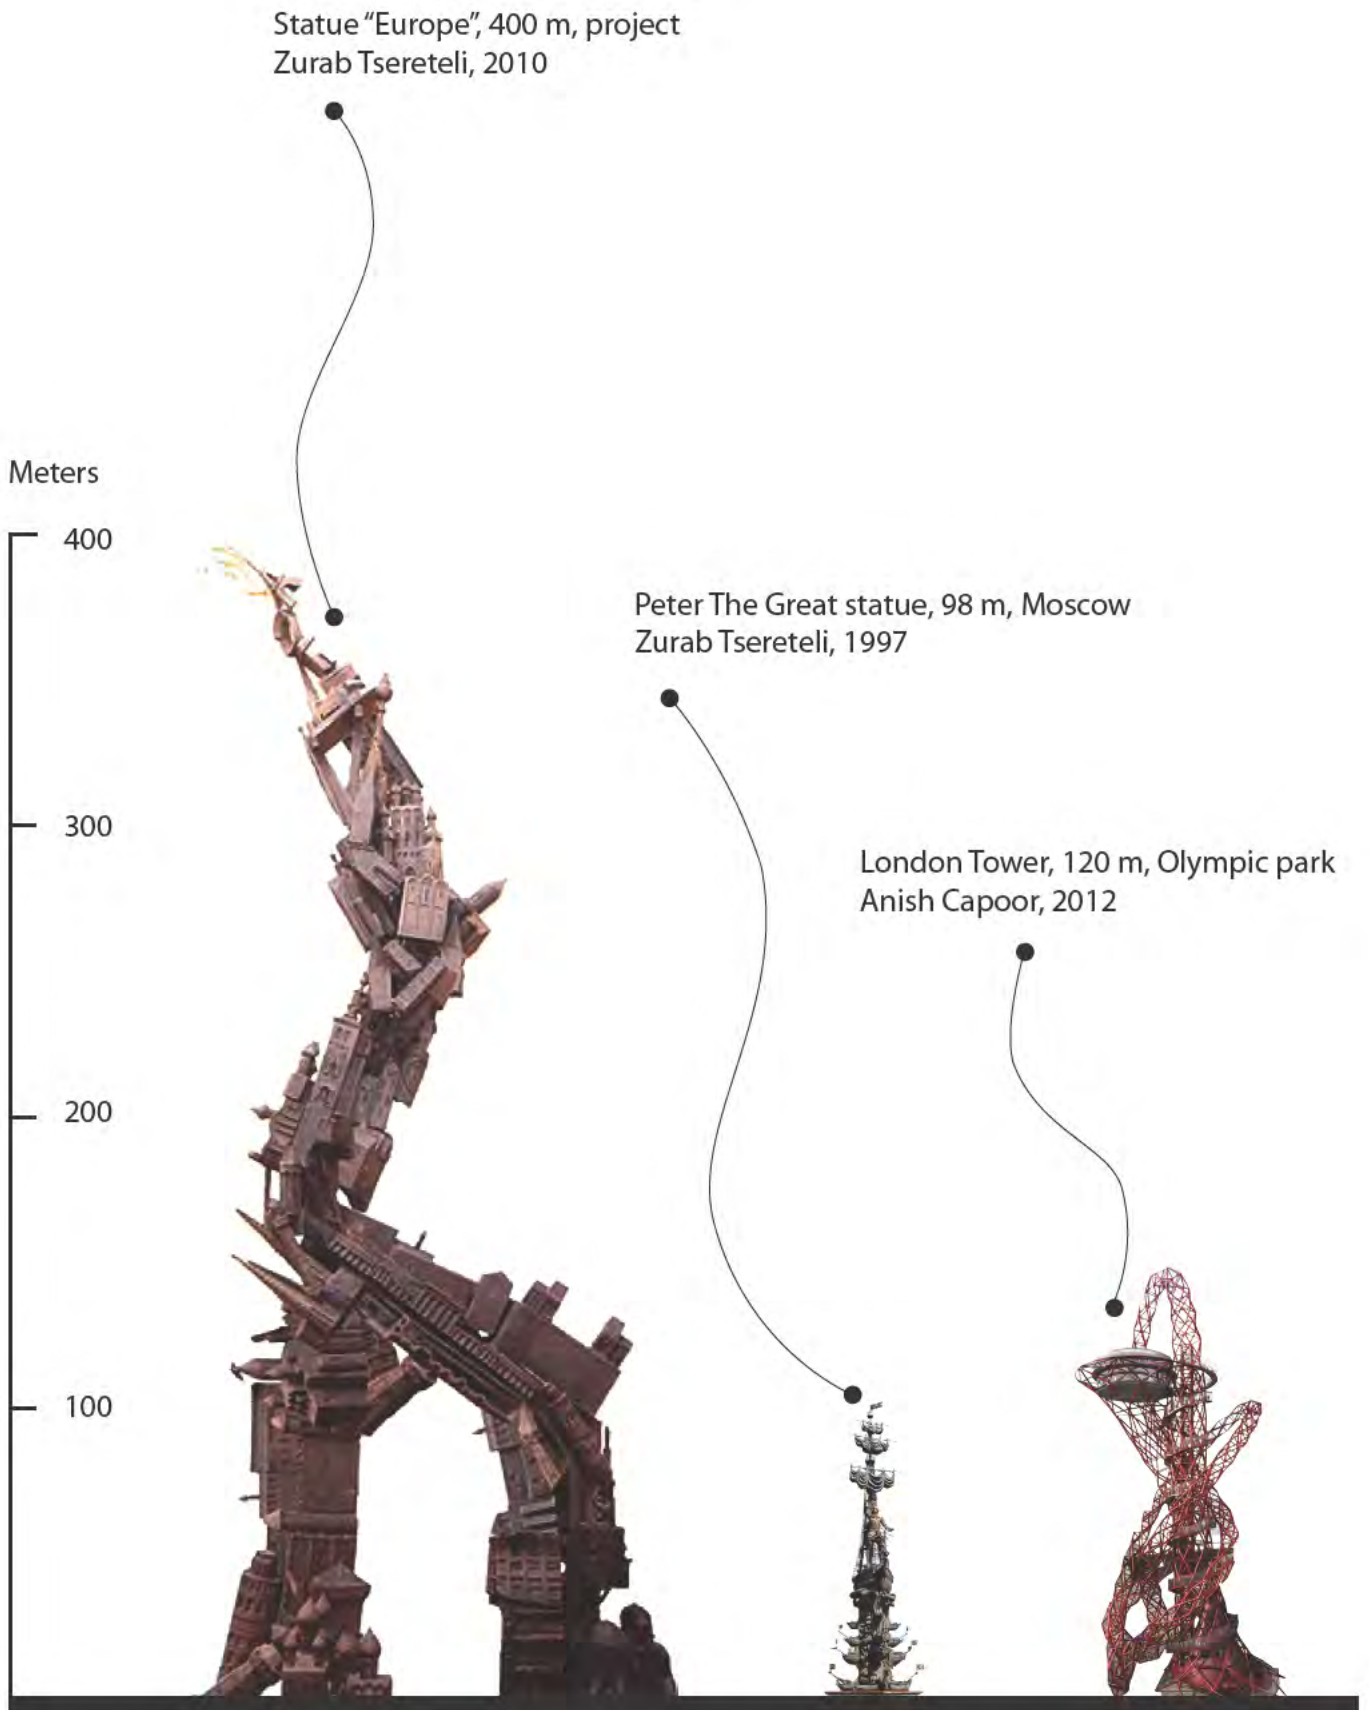 Statue “Europe”, 400 m, project
Zurab Tsereteli, 2010
Meters
400
Peter The Great statue, 98 m, Moscow
Zurab Tsereteli, 1997
300
London Tower, 120 m, Olympic park
Anish Capoor, 2012
200
100